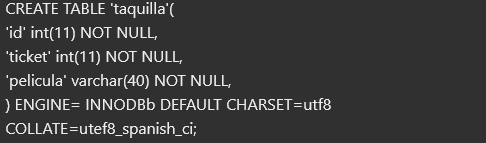 CREATE TABLE 'taquilla'(
'id' int(11) NOT NULL,
'ticket' int(11) NOT NULL,
'pelicula' varchar(40) NOT NULL,
) ENGINE= INNODBb DEFAULT CHARSET=utf8
COLLATE=utef8_spanish_ci;